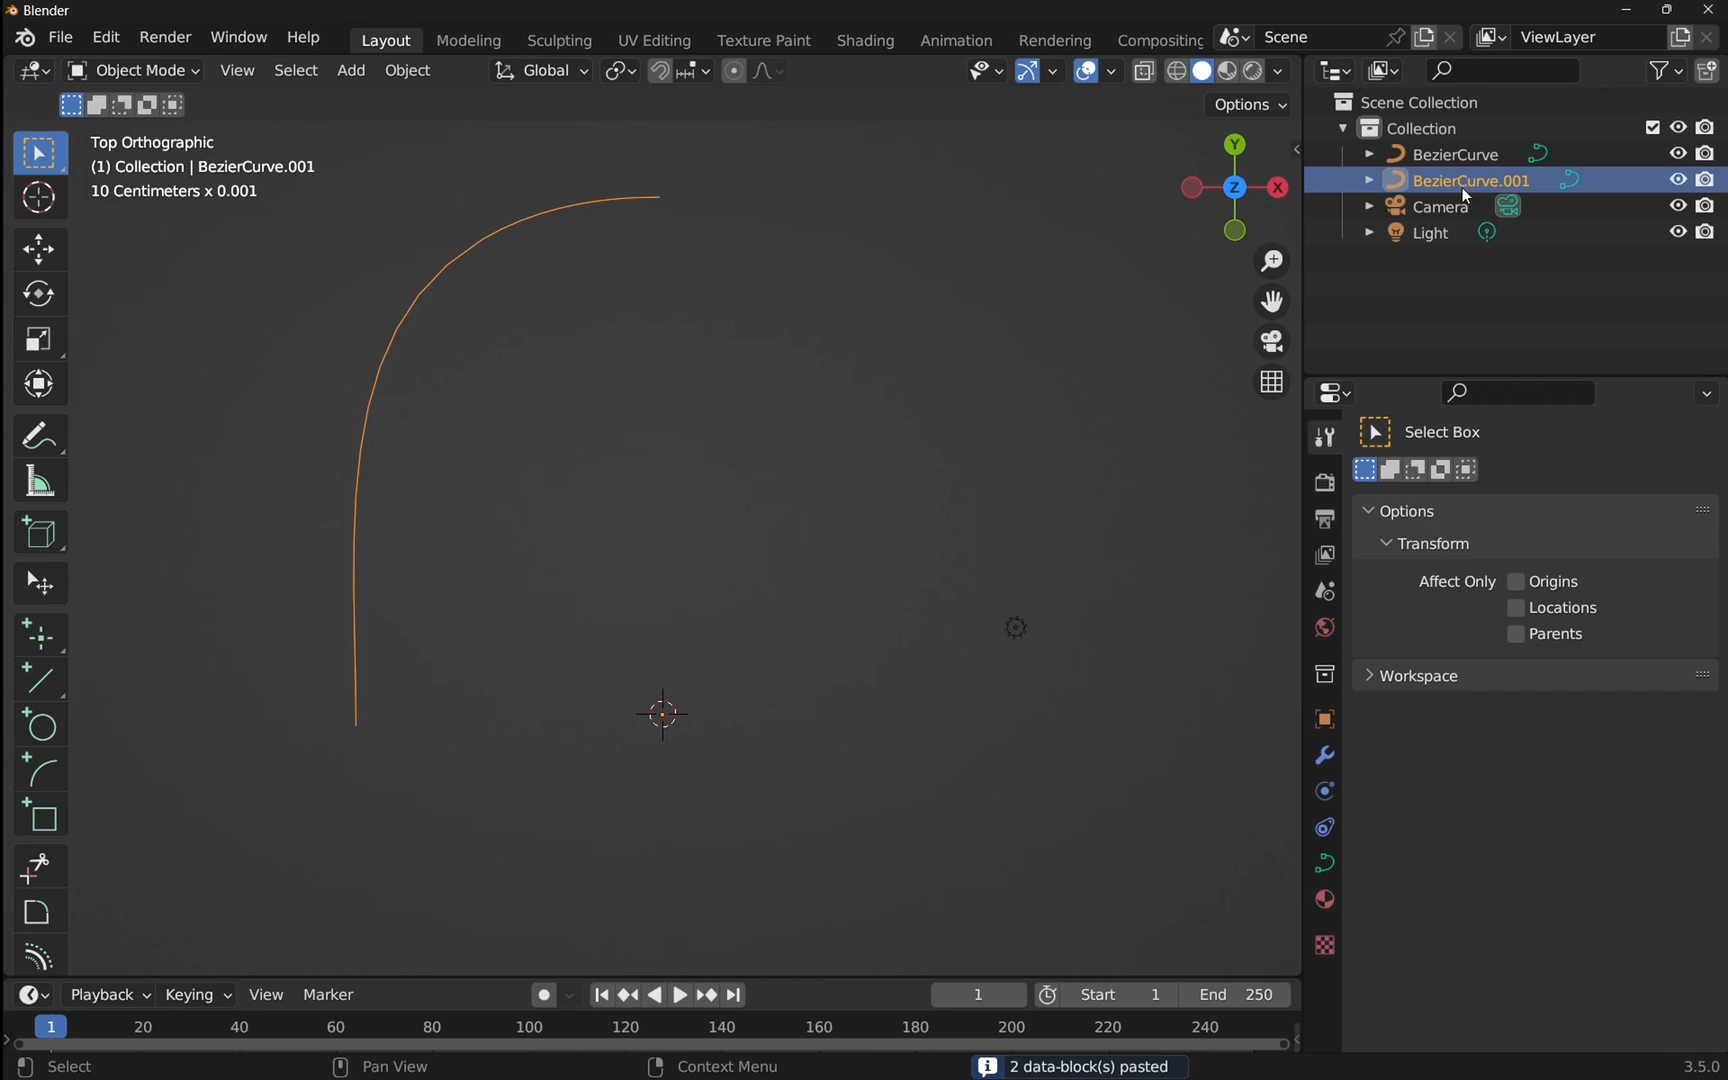 Blender
File Edit Render Window Help Layout Modeling Sculpting UV Editing Texture Paint Shading Animation Rendering Compositing Scene ViewLayer
Object Mode View Select Add Object Global
Options
Top Orthographic
(1) Collection | BezierCurve.001
10 Centimeters x 0.001
Y
Z X
Scene Collection
Collection
BezierCurve
BezierCurve.001
Camera
Light
Select Box
Options
Transform
Affect Only Origins
Locations
Parents
Workspace
Playback Keying View Marker 1 Start 1 End 250
1 20 40 60 80 100 120 140 160 180 200 220 240
Select Pan View Context Menu 2 data-block(s) pasted 3.5.0